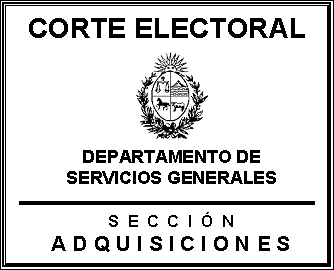 CORTE ELECTORAL
DEPARTAMENTO DE
SERVICIOS GENERALES
SECCIÓN
ADQUISICIONES